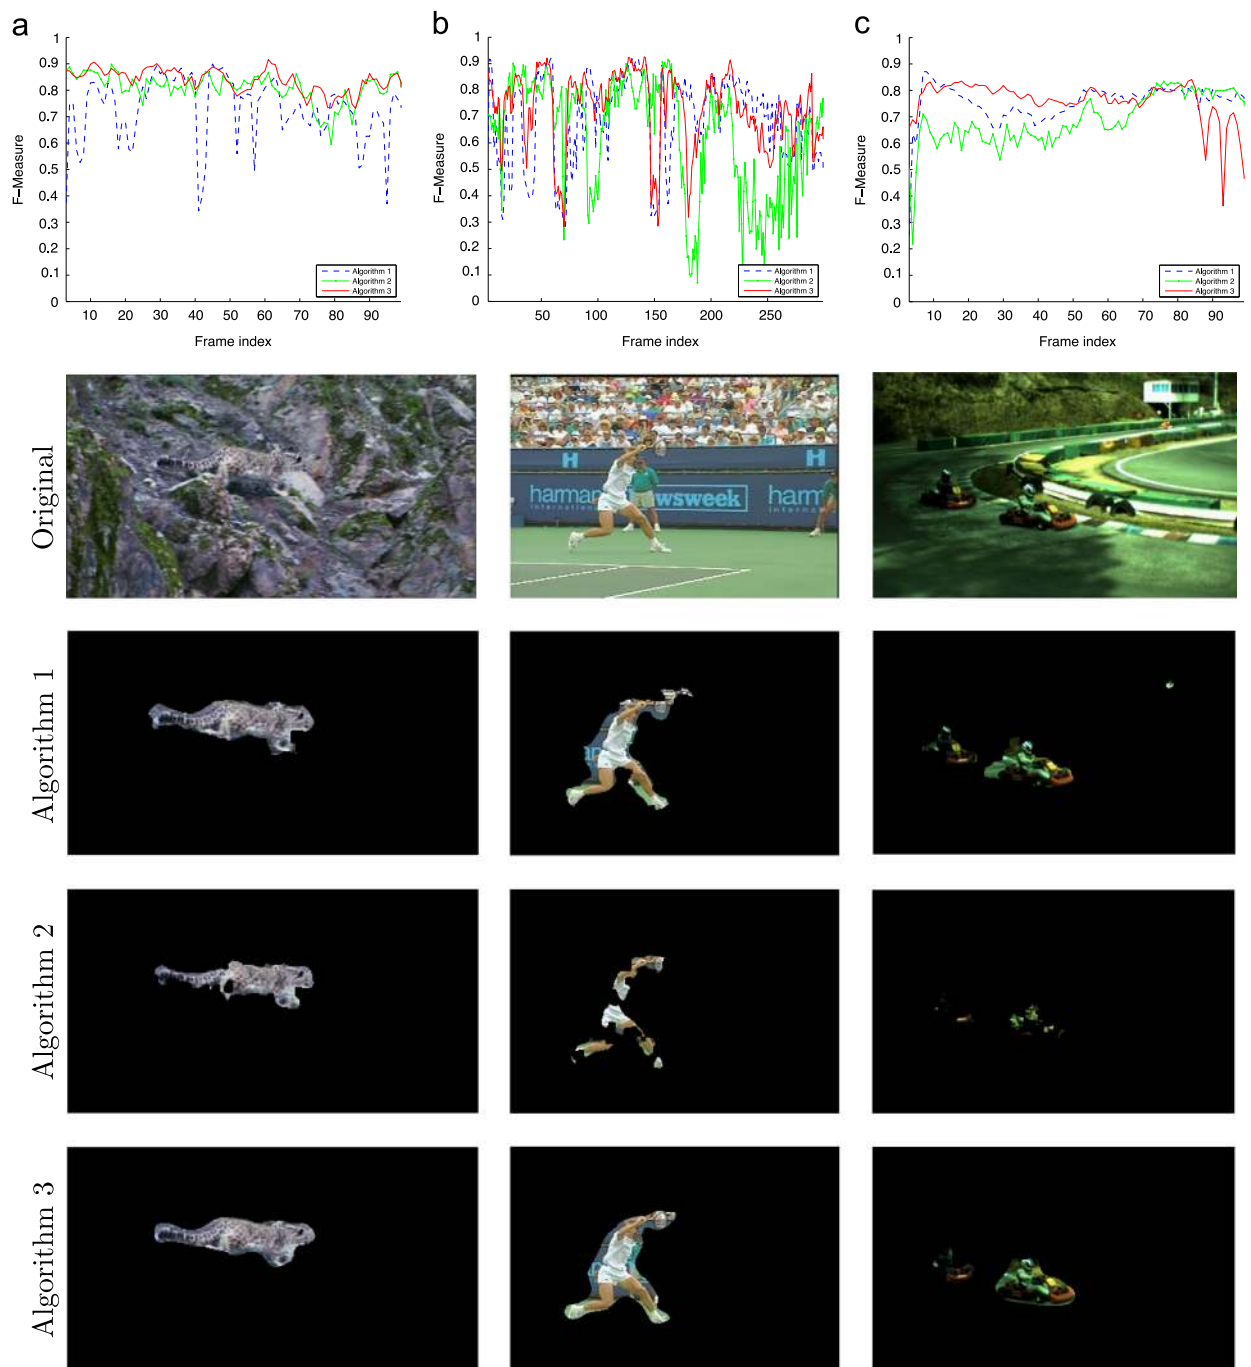 a
b
c
1
0.9
0.8
0.7
0.6
0.5
0.4
0.3
0.2
0.1
0
F-Measure
10 20 30 40 50 60 70 80 90
Frame index
Algorithm 1
Algorithm 2
Algorithm 3
1
0.9
0.8
0.7
0.6
0.5
0.4
0.3
0.2
0.1
0
F-Measure
50 100 150 200 250
Frame index
Algorithm 1
Algorithm 2
Algorithm 3
1
0.9
0.8
0.7
0.6
0.5
0.4
0.3
0.2
0.1
0
F-Measure
10 20 30 40 50 60 70 80 90
Frame index
Algorithm 1
Algorithm 2
Algorithm 3
Original
H
H
harman
international
wsweek
harm
interna
Algorithm 1
Algorithm 2
Algorithm 3